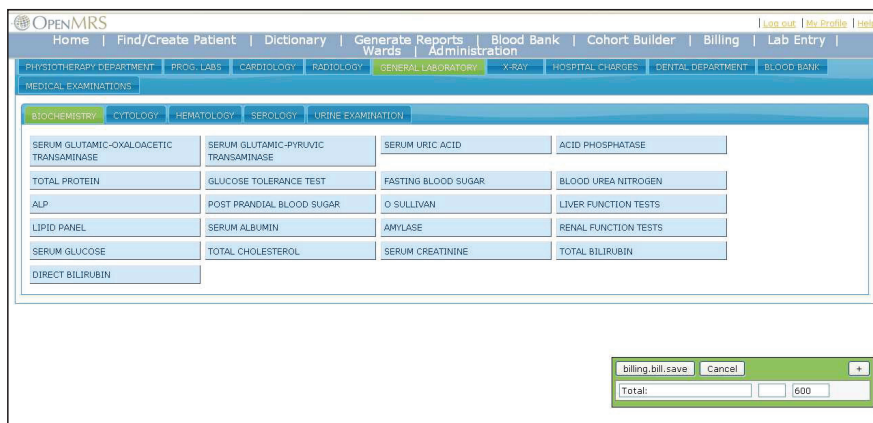 OPENMRS
| Log out | My Profile | Help
Home | Find/Create Patient | Dictionary | Generate Reports | Blood Bank | Cohort Builder | Billing | Lab Entry |
Wards | Administration
PHYSIOTHERAPY DEPARTMENT PROG. LABS CARDIOLOGY RADIOLOGY GENERAL LABORATORY X-RAY HOSPITAL CHARGES DENTAL DEPARTMENT BLOOD BANK
MEDICAL EXAMINATIONS
BIOCHEMISTRY CYTOLOGY HEMATOLOGY SEROLOGY URINE EXAMINATION
SERUM GLUTAMIC-OXALOACETIC TRANSAMINASE SERUM GLUTAMIC-PYRUVIC TRANSAMINASE SERUM URIC ACID ACID PHOSPHATASE
TOTAL PROTEIN GLUCOSE TOLERANCE TEST FASTING BLOOD SUGAR BLOOD UREA NITROGEN
ALP POST PRANDIAL BLOOD SUGAR O SULLIVAN LIVER FUNCTION TESTS
LIPID PANEL SERUM ALBUMIN AMYLASE RENAL FUNCTION TESTS
SERUM GLUCOSE TOTAL CHOLESTEROL SERUM CREATININE TOTAL BILIRUBIN
DIRECT BILIRUBIN
billing.bill.save Cancel +
Total: 600